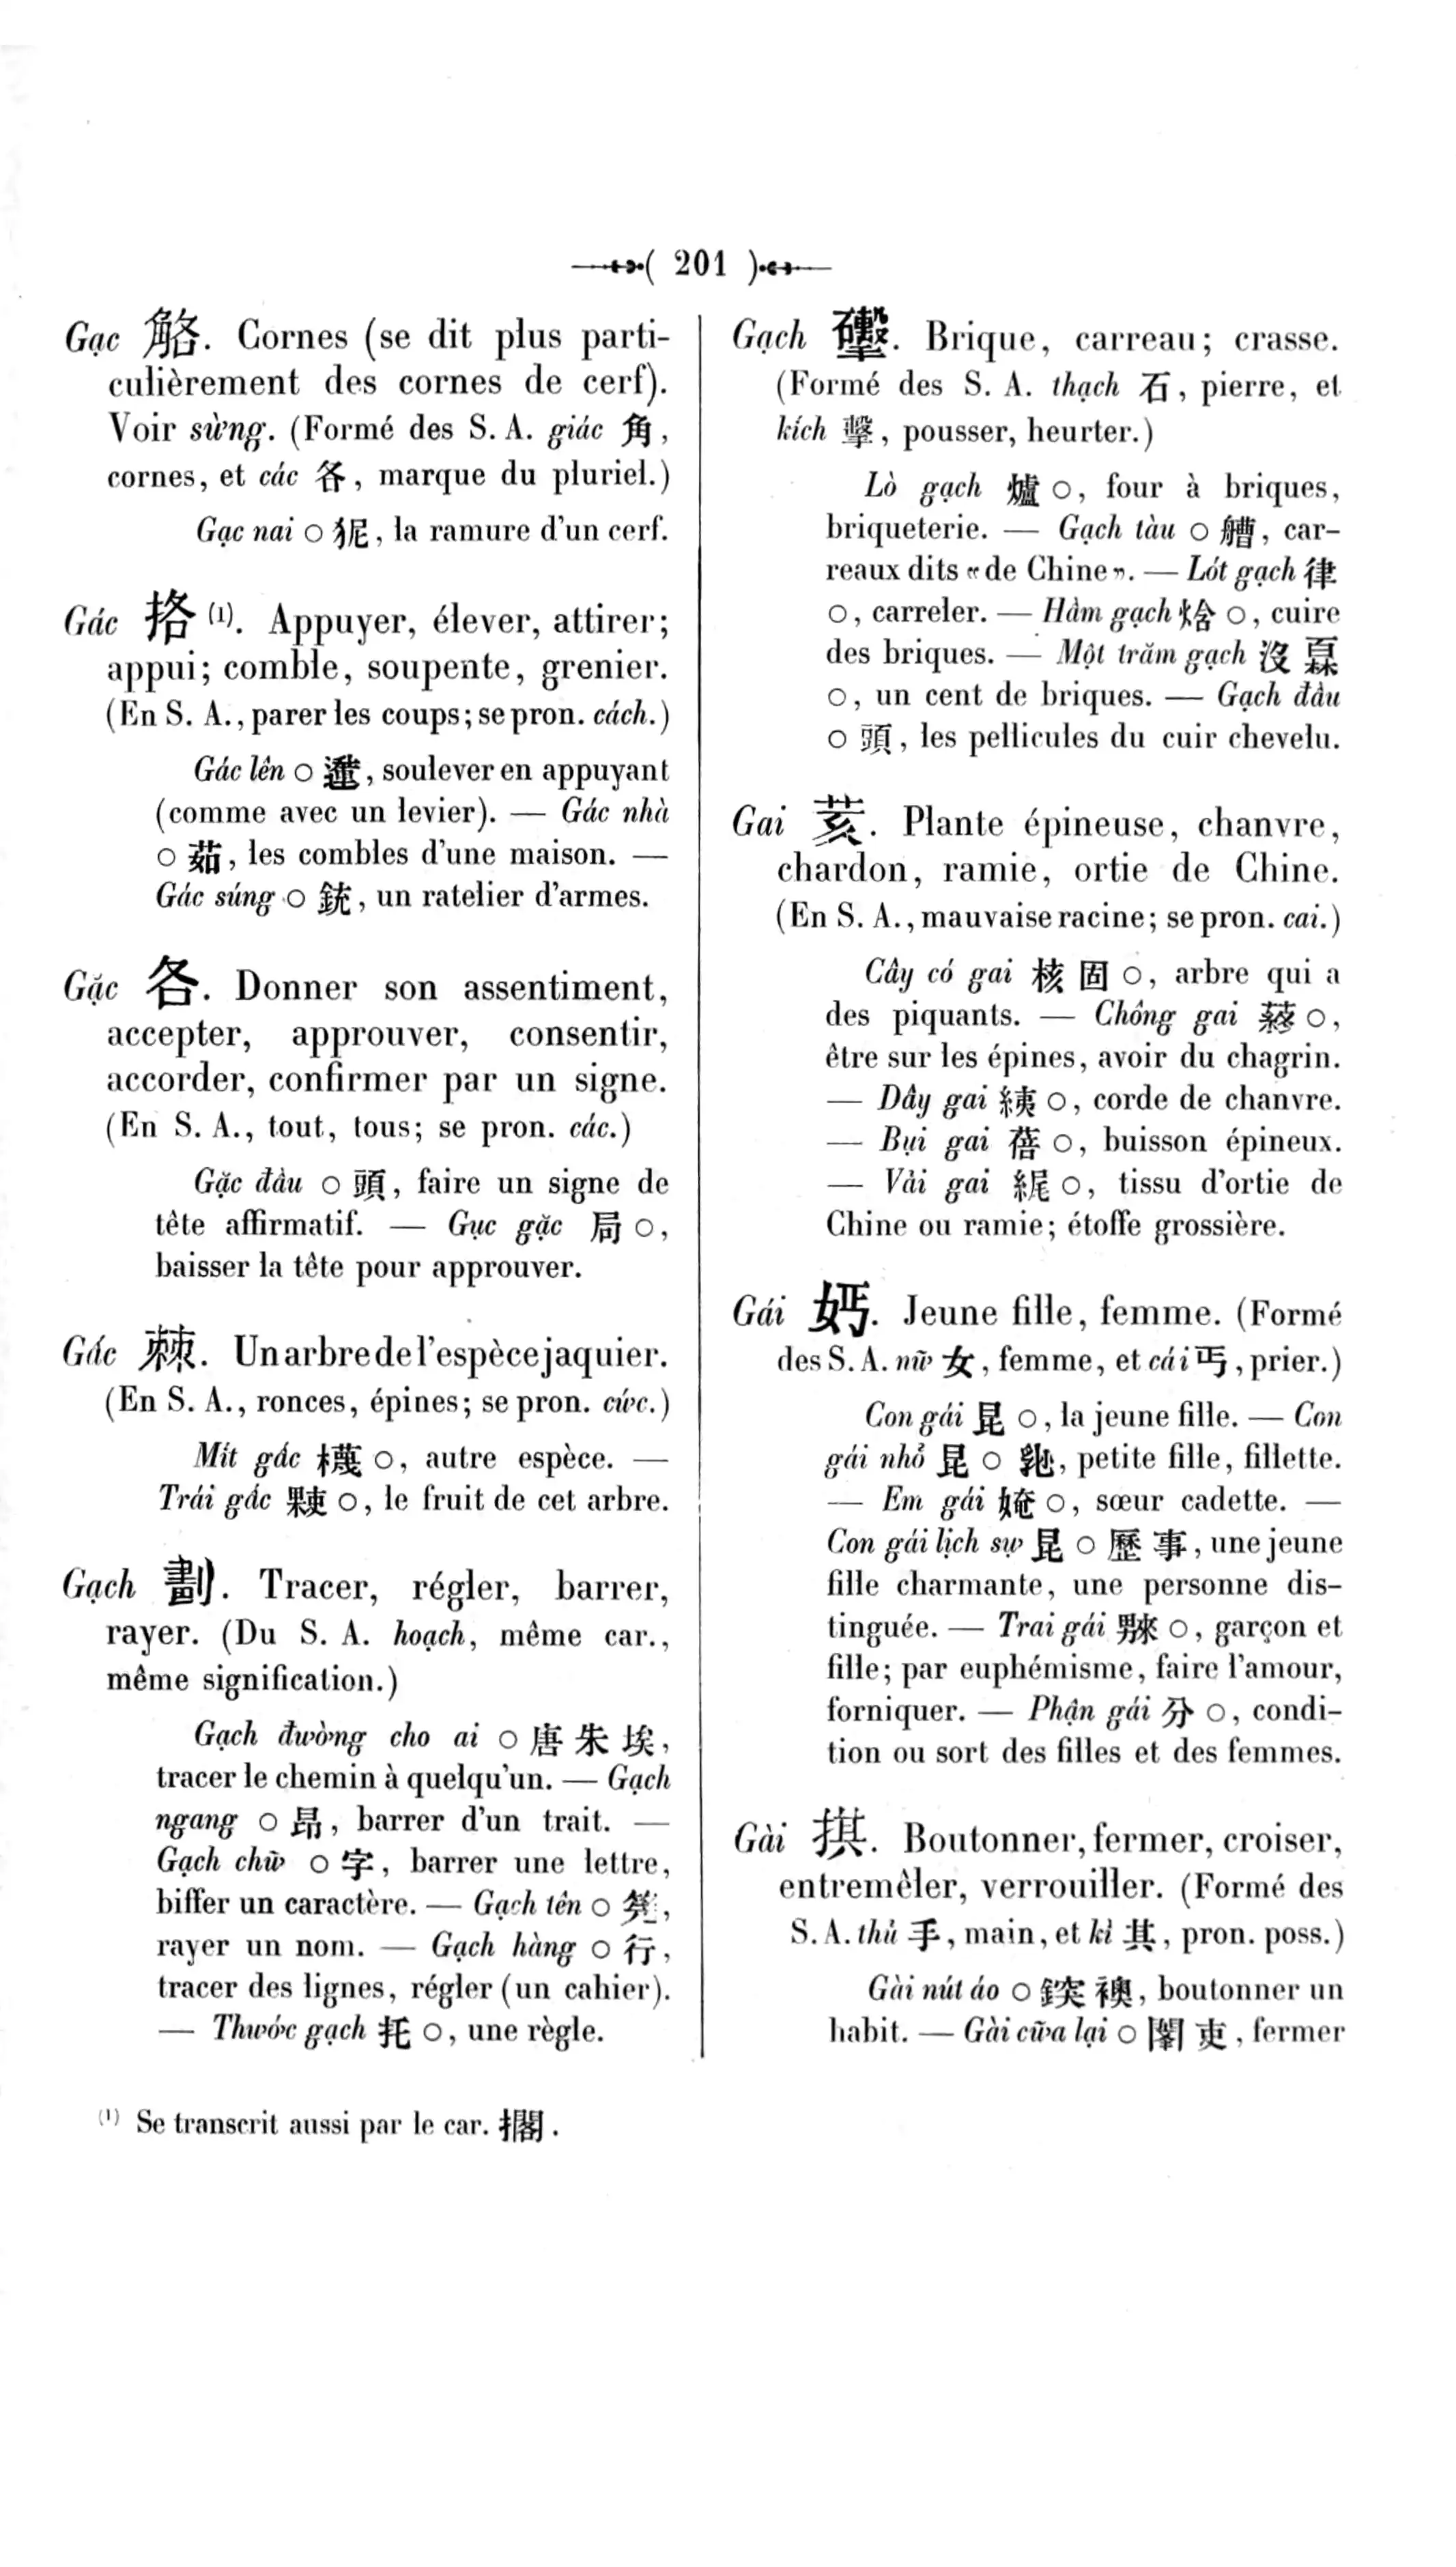 ( 201 )
Gạc 觡. Cornes (se dit plus parti-
culièrement des cornes de cerf).
Voir sừng. (Formé des S. A. giác 角,
cornes, et các 各, marque du pluriel.)
Gạc nai ○ 狔, la ramure d'un cerf.
Gác 挌 (1). Appuyer, élever, attirer;
appui; comble, soupente, grenier.
(En S. A., parer les coups; se pron. cách.)
Gác lên ○, soulever en appuyant
(comme avec un levier). — Gác nhà
○ 茹, les combles d'une maison. —
Gác súng ○ 銃, un ratelier d'armes.
Gặc 各. Donner son assentiment,
accepter, approuver, consentir,
accorder, confirmer par un signe.
(En S. A., tout, tous; se pron. các.)
Gặc đầu ○ 頭, faire un signe de
tête affirmatif. — Gục gặc 局 ○,
baisser la tête pour approuver.
Gấc 棘. Un arbre de l'espèce jaquier.
(En S. A., ronces, épines; se pron. cức.)
Mít gấc 櫗 ○, autre espèce. —
Trái gấc ○, le fruit de cet arbre.
Gạch 劃. Tracer, régler, barrer,
rayer. (Du S. A. hoạch, même car.,
même signification.)
Gạch đường cho ai ○ 唐 朱 埃,
tracer le chemin à quelqu'un. — Gạch
ngang ○ 昂, barrer d'un trait. —
Gạch chữ ○ 字, barrer une lettre,
biffer un caractère. — Gạch tên ○,
rayer un nom. — Gạch hàng ○ 行,
tracer des lignes, régler (un cahier).
— Thước gạch 托 ○, une règle.
(1) Se transcrit aussi par le car. 擱.
Gạch. Brique, carreau; crasse.
(Formé des S. A. thạch 石, pierre, et
kích 擊, pousser, heurter.)
Lò gạch 爐 ○, four à briques,
briqueterie. — Gạch tàu ○ 艚, car-
reaux dits « de Chine ». — Lót gạch 律
○, carreler. — Hầm gạch 焓 ○, cuire
des briques. — Một trăm gạch 沒 𤾓
○, un cent de briques. — Gạch đầu
○ 頭, les pellicules du cuir chevelu.
Gai 荄. Plante épineuse, chanvre,
chardon, ramie, ortie de Chine.
(En S. A., mauvaise racine; se pron. cai.)
Cây có gai 核 固 ○, arbre qui a
des piquants. — Chông gai ○,
être sur les épines, avoir du chagrin.
— Dây gai 綨 ○, corde de chanvre.
— Bụi gai 蓓 ○, buisson épineux.
— Vải gai 𦀻 ○, tissu d'ortie de
Chine ou ramie; étoffe grossière.
Gái 妔. Jeune fille, femme. (Formé
des S. A. nữ 女, femme, et cái 丐, prier.)
Con gái 昆 ○, la jeune fille. — Con
gái nhỏ 昆 ○, petite fille, fillette.
— Em gái 媕 ○, sœur cadette. —
Con gái lịch sự 昆 ○ 歷 事, une jeune
fille charmante, une personne dis-
tinguée. — Trai gái ○, garçon et
fille; par euphémisme, faire l'amour,
forniquer. — Phận gái 分 ○, condi-
tion ou sort des filles et des femmes.
Gài 掑. Boutonner, fermer, croiser,
entremêler, verrouiller. (Formé des
S. A. thủ 手, main, et kì 其, pron. poss.)
Gài nút áo ○ 襖, boutonner un
habit. — Gài cữa lại ○ 吏, fermer